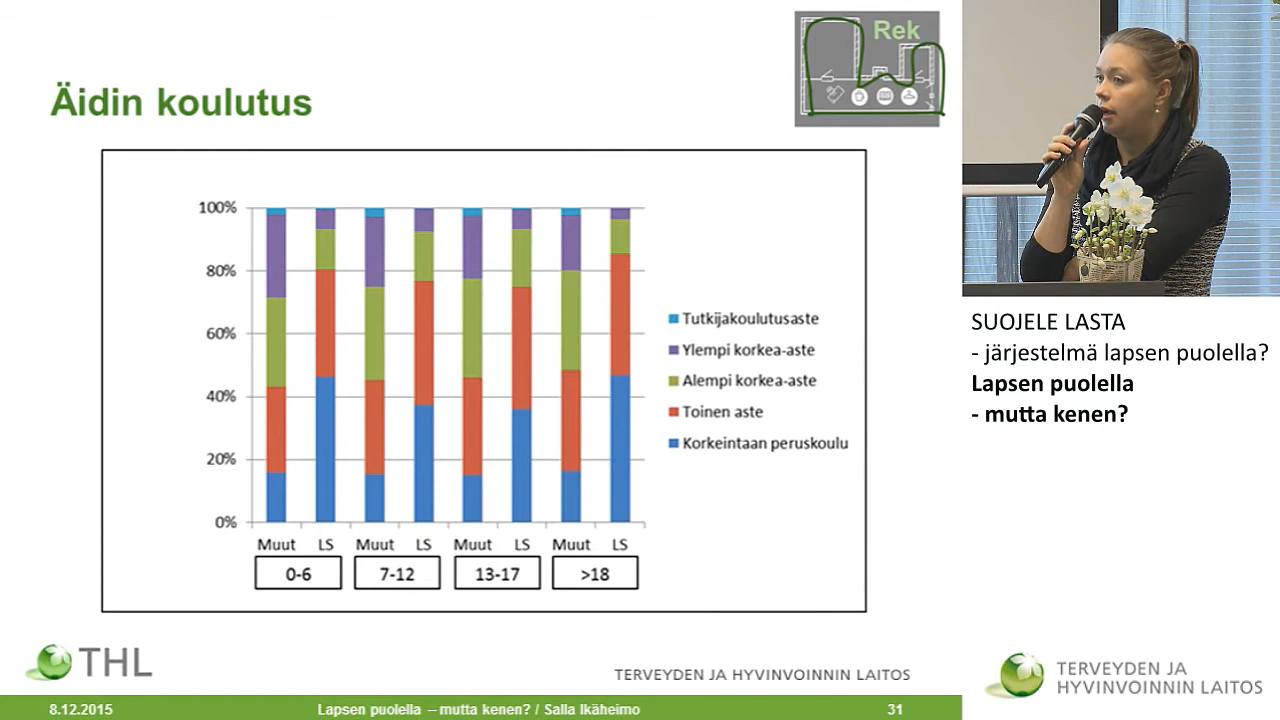 Rek
Äidin koulutus
100%
80%
60%
40%
20%
0%
Muut LS Muut LS Muut LS Muut LS
0-6 7-12 13-17 >18
Tutkijakoulutusaste
Ylempi korkea-aste
Alempi korkea-aste
Toinen aste
Korkeintaan peruskoulu
THL
TERVEYDEN JA HYVINVOINNIN LAITOS
8.12.2015 Lapsen puolella – mutta kenen? / Salla Ikäheimo 31
SUOJELE LASTA
- järjestelmä lapsen puolella?
Lapsen puolella
- mutta kenen?
TERVEYDEN JA
HYVINVOINNIN LAITOS